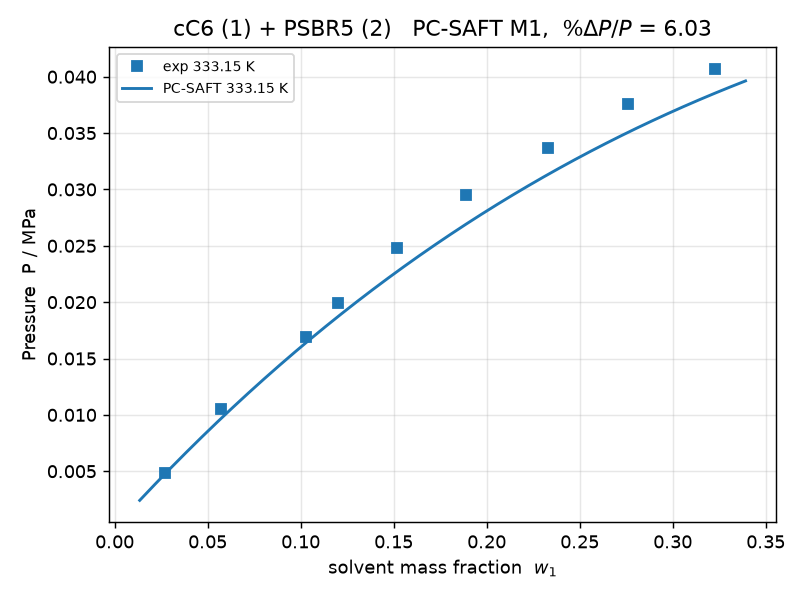 cC6 (1) + PSBR5 (2)   PC-SAFT M1,  %ΔP/P = 6.03
exp 333.15 K
PC-SAFT 333.15 K
0.040
0.035
0.030
0.025
0.020
0.015
0.010
0.005
Pressure  P / MPa
0.00 0.05 0.10 0.15 0.20 0.25 0.30 0.35
solvent mass fraction  w₁